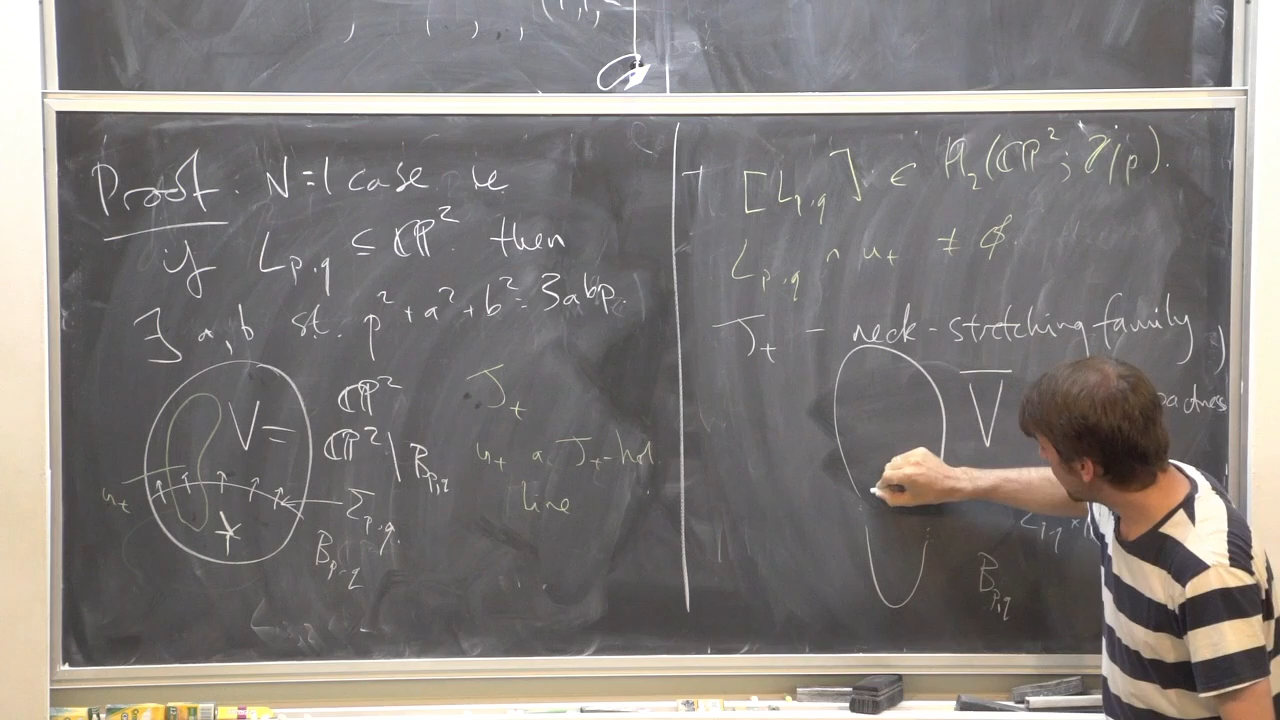 Proof. N=1 case ie
if L_{p,q} ⊆ ℂℙ². then
∃ a,b st. p²+a²+b²=3abp.
V =
ℂℙ²
ℂℙ² \ B_{p,q}
u_t
Σ_{p,q}.
B_{p,q}
J_t
u_t a J_t-hol
line
[L_{p,q}] ∈ H₂(ℂℙ²; ℤ/p).
L_{p,q} ∩ u_t ≠ ∅.
J_t – neck-stretching family,
V̄
B_{p,q}